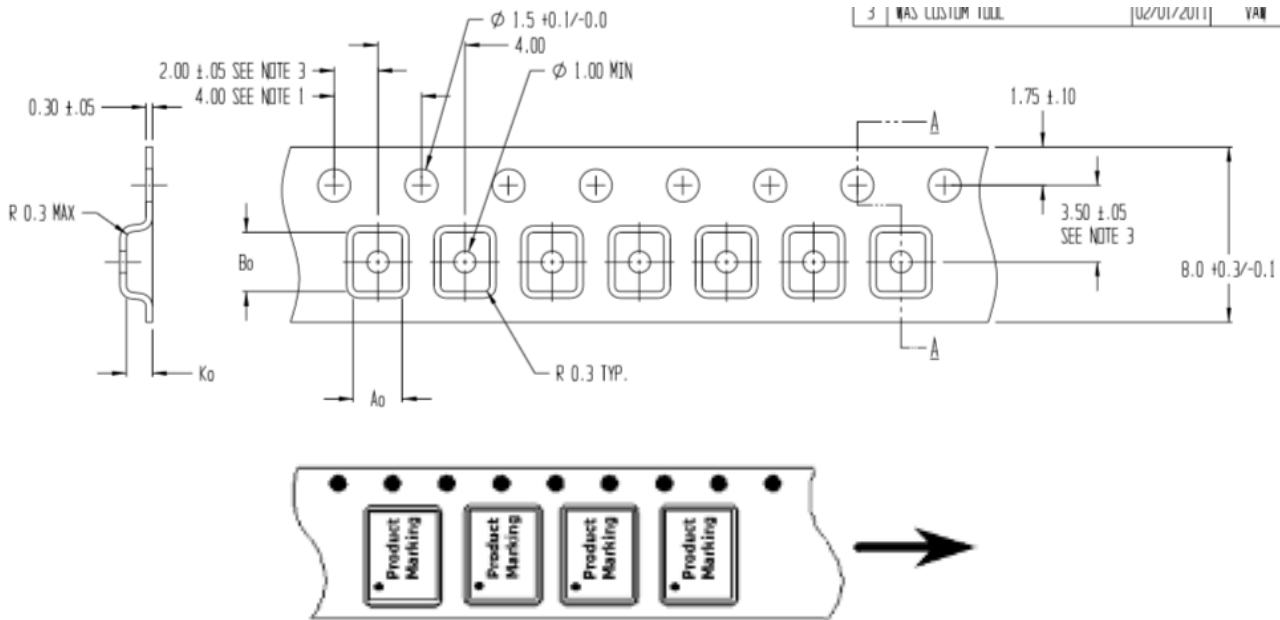 3 WAS CUSTOM TOOL 02/01/2011 VAW
Ø 1.5 +0.1/-0.0
4.00
2.00 ±.05 SEE NOTE 3
Ø 1.00 MIN
4.00 SEE NOTE 1
0.30 ±.05
1.75 ±.10
A
R 0.3 MAX
3.50 ±.05
SEE NOTE 3
Bo
8.0 +0.3/-0.1
A
Ko
R 0.3 TYP.
Ao
Product
Marking
Product
Marking
Product
Marking
Product
Marking